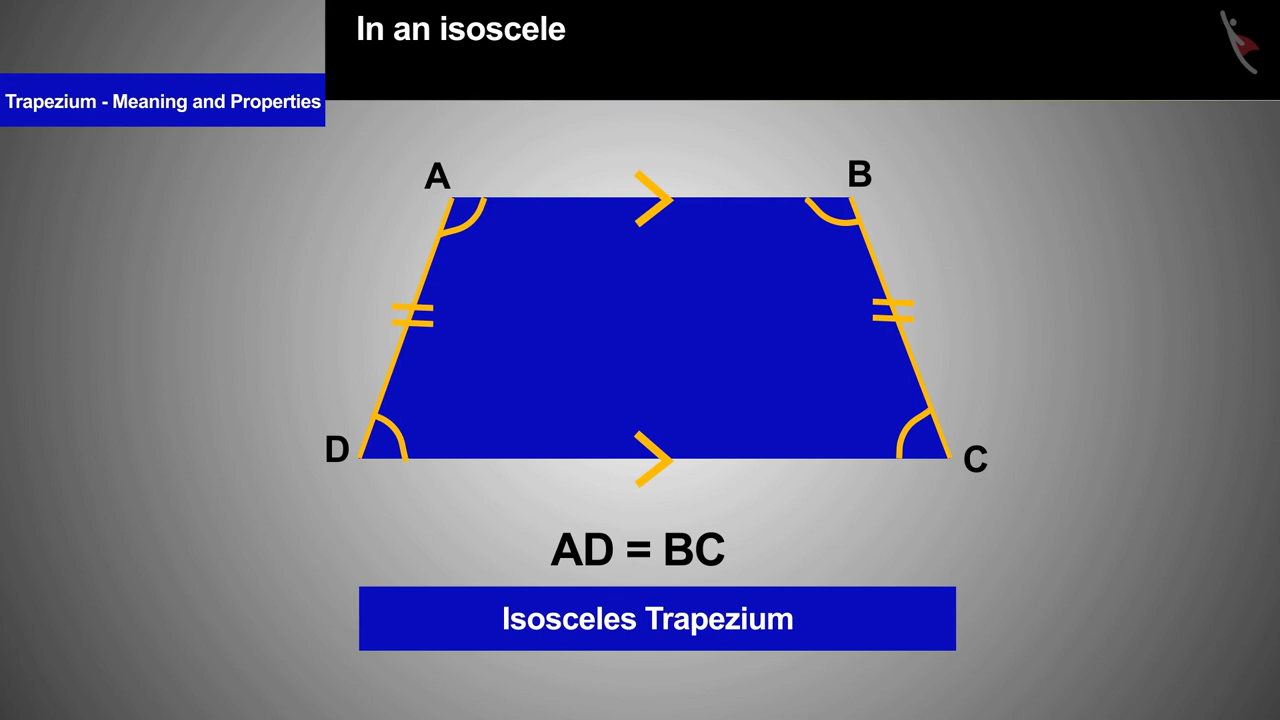 In an isoscele
Trapezium - Meaning and Properties
A
B
D
C
AD = BC
Isosceles Trapezium